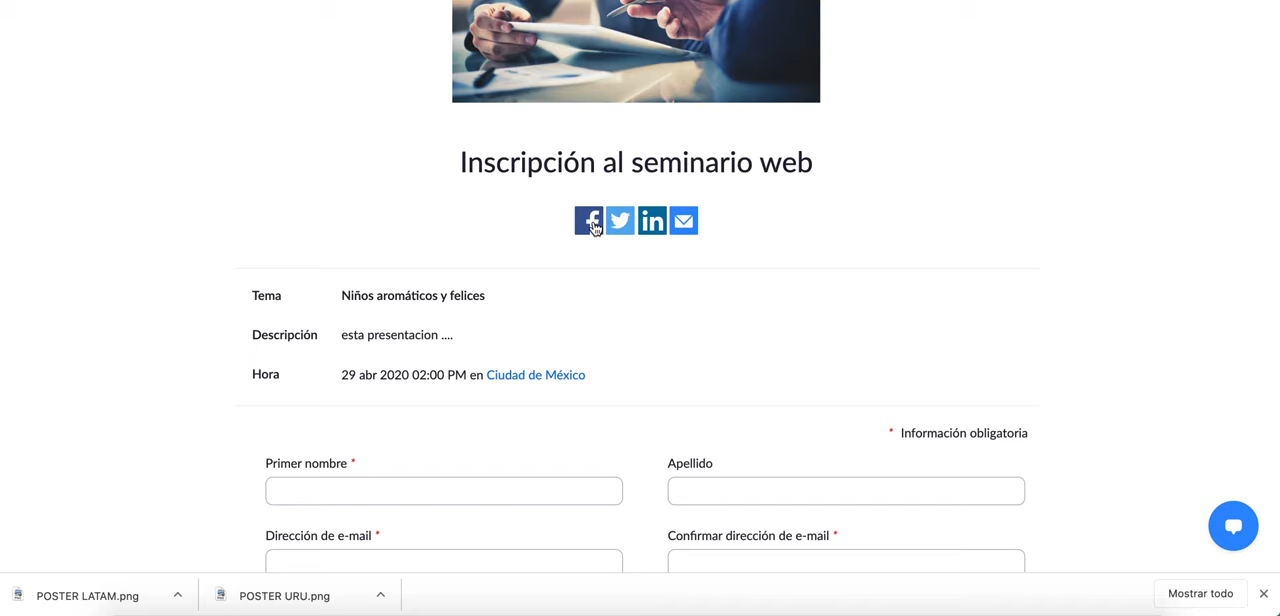 Inscripción al seminario web
Tema Niños aromáticos y felices
Descripción esta presentacion ....
Hora 29 abr 2020 02:00 PM en Ciudad de México
* Información obligatoria
Primer nombre * Apellido
Dirección de e-mail * Confirmar dirección de e-mail *
POSTER LATAM.png POSTER URU.png Mostrar todo